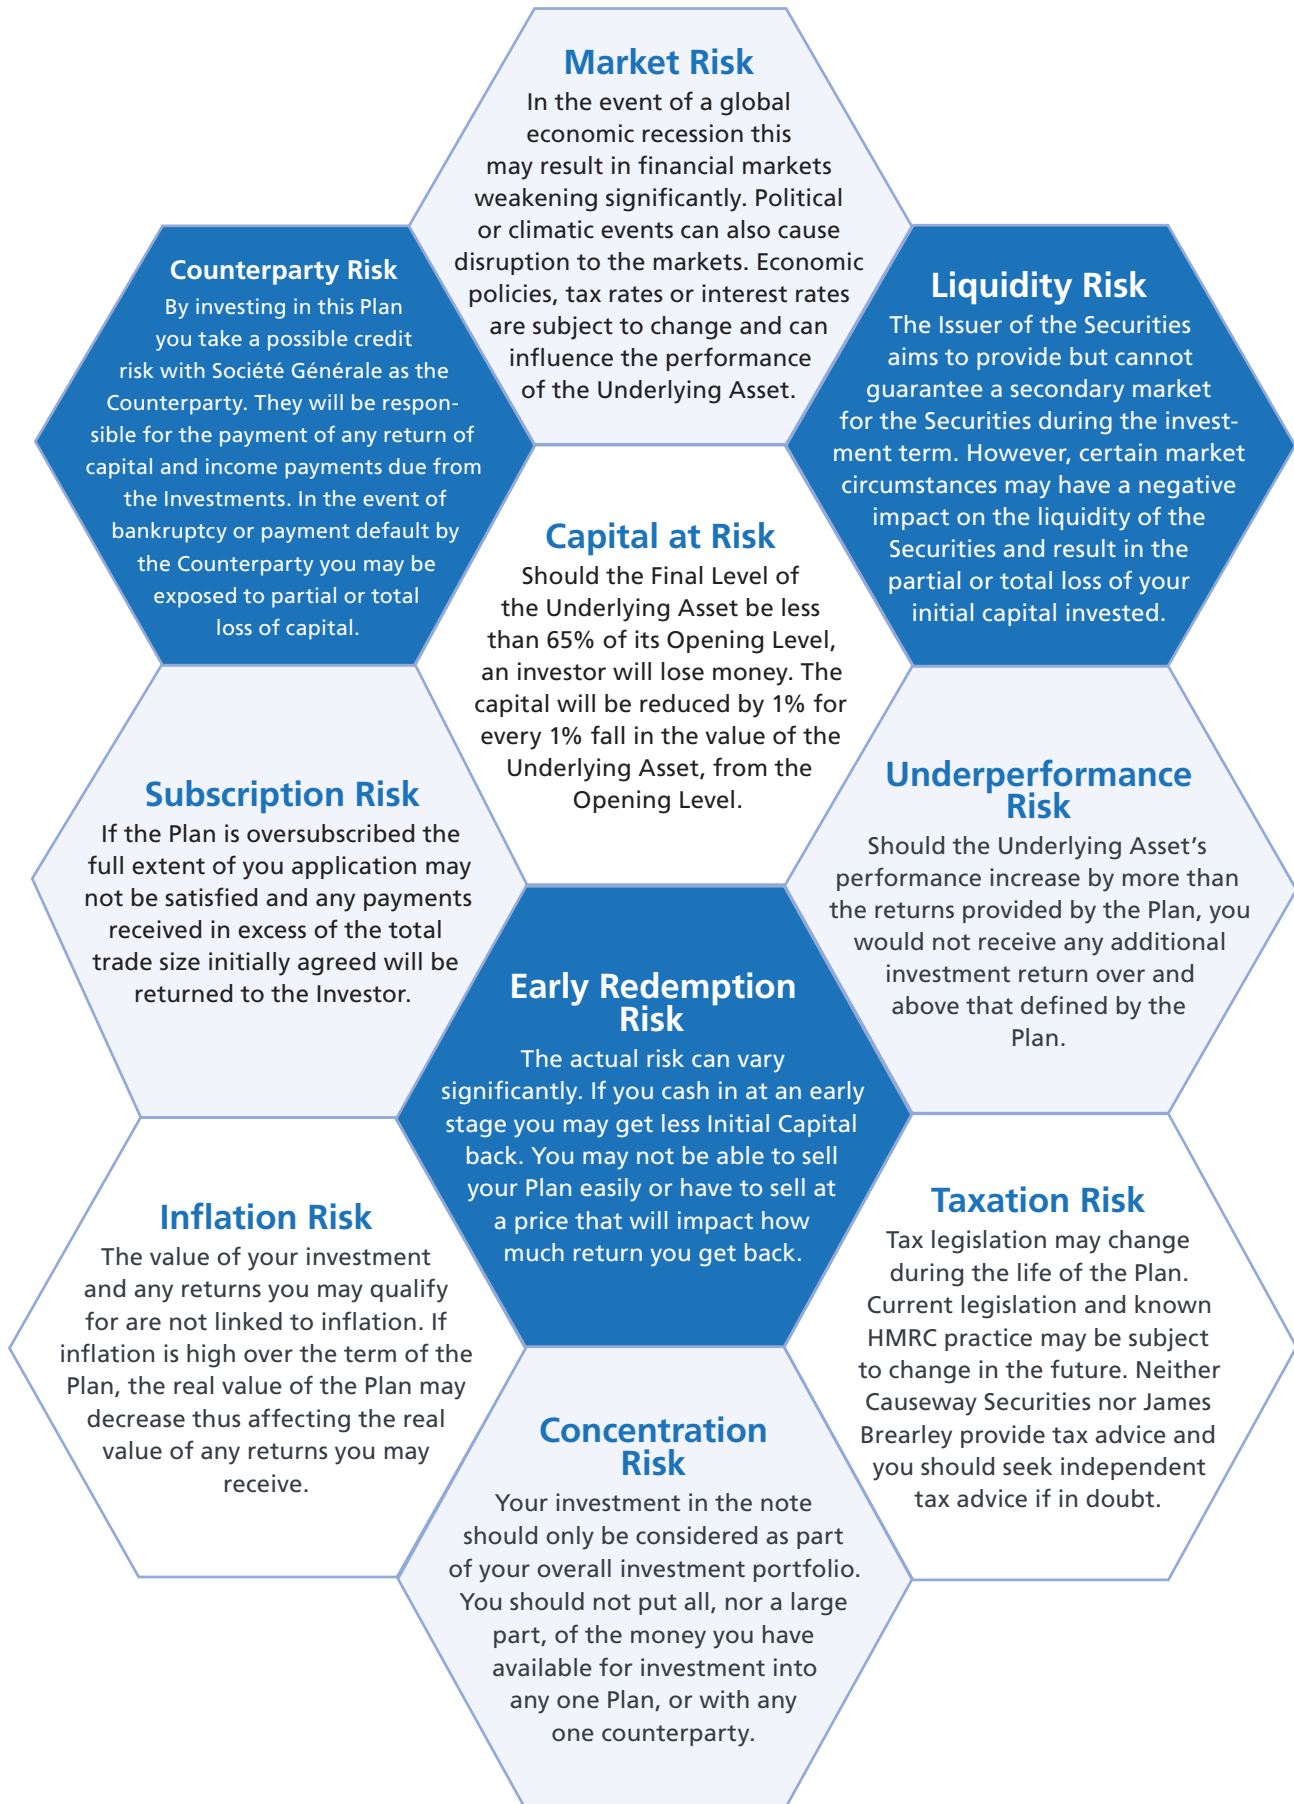 Market Risk
In the event of a global
economic recession this
may result in financial markets
weakening significantly. Political
or climatic events can also cause
disruption to the markets. Economic
policies, tax rates or interest rates
are subject to change and can
influence the performance
of the Underlying Asset.
Counterparty Risk
By investing in this Plan
you take a possible credit
risk with Société Générale as the
Counterparty. They will be respon-
sible for the payment of any return of
capital and income payments due from
the Investments. In the event of
bankruptcy or payment default by
the Counterparty you may be
exposed to partial or total
loss of capital.
Liquidity Risk
The Issuer of the Securities
aims to provide but cannot
guarantee a secondary market
for the Securities during the invest-
ment term. However, certain market
circumstances may have a negative
impact on the liquidity of the
Securities and result in the
partial or total loss of your
initial capital invested.
Capital at Risk
Should the Final Level of
the Underlying Asset be less
than 65% of its Opening Level,
an investor will lose money. The
capital will be reduced by 1% for
every 1% fall in the value of the
Underlying Asset, from the
Opening Level.
Subscription Risk
If the Plan is oversubscribed the
full extent of you application may
not be satisfied and any payments
received in excess of the total
trade size initially agreed will be
returned to the Investor.
Underperformance
Risk
Should the Underlying Asset's
performance increase by more than
the returns provided by the Plan, you
would not receive any additional
investment return over and
above that defined by the
Plan.
Early Redemption
Risk
The actual risk can vary
significantly. If you cash in at an early
stage you may get less Initial Capital
back. You may not be able to sell
your Plan easily or have to sell at
a price that will impact how
much return you get back.
Inflation Risk
The value of your investment
and any returns you may qualify
for are not linked to inflation. If
inflation is high over the term of the
Plan, the real value of the Plan may
decrease thus affecting the real
value of any returns you may
receive.
Taxation Risk
Tax legislation may change
during the life of the Plan.
Current legislation and known
HMRC practice may be subject
to change in the future. Neither
Causeway Securities nor James
Brearley provide tax advice and
you should seek independent
tax advice if in doubt.
Concentration
Risk
Your investment in the note
should only be considered as part
of your overall investment portfolio.
You should not put all, nor a large
part, of the money you have
available for investment into
any one Plan, or with any
one counterparty.